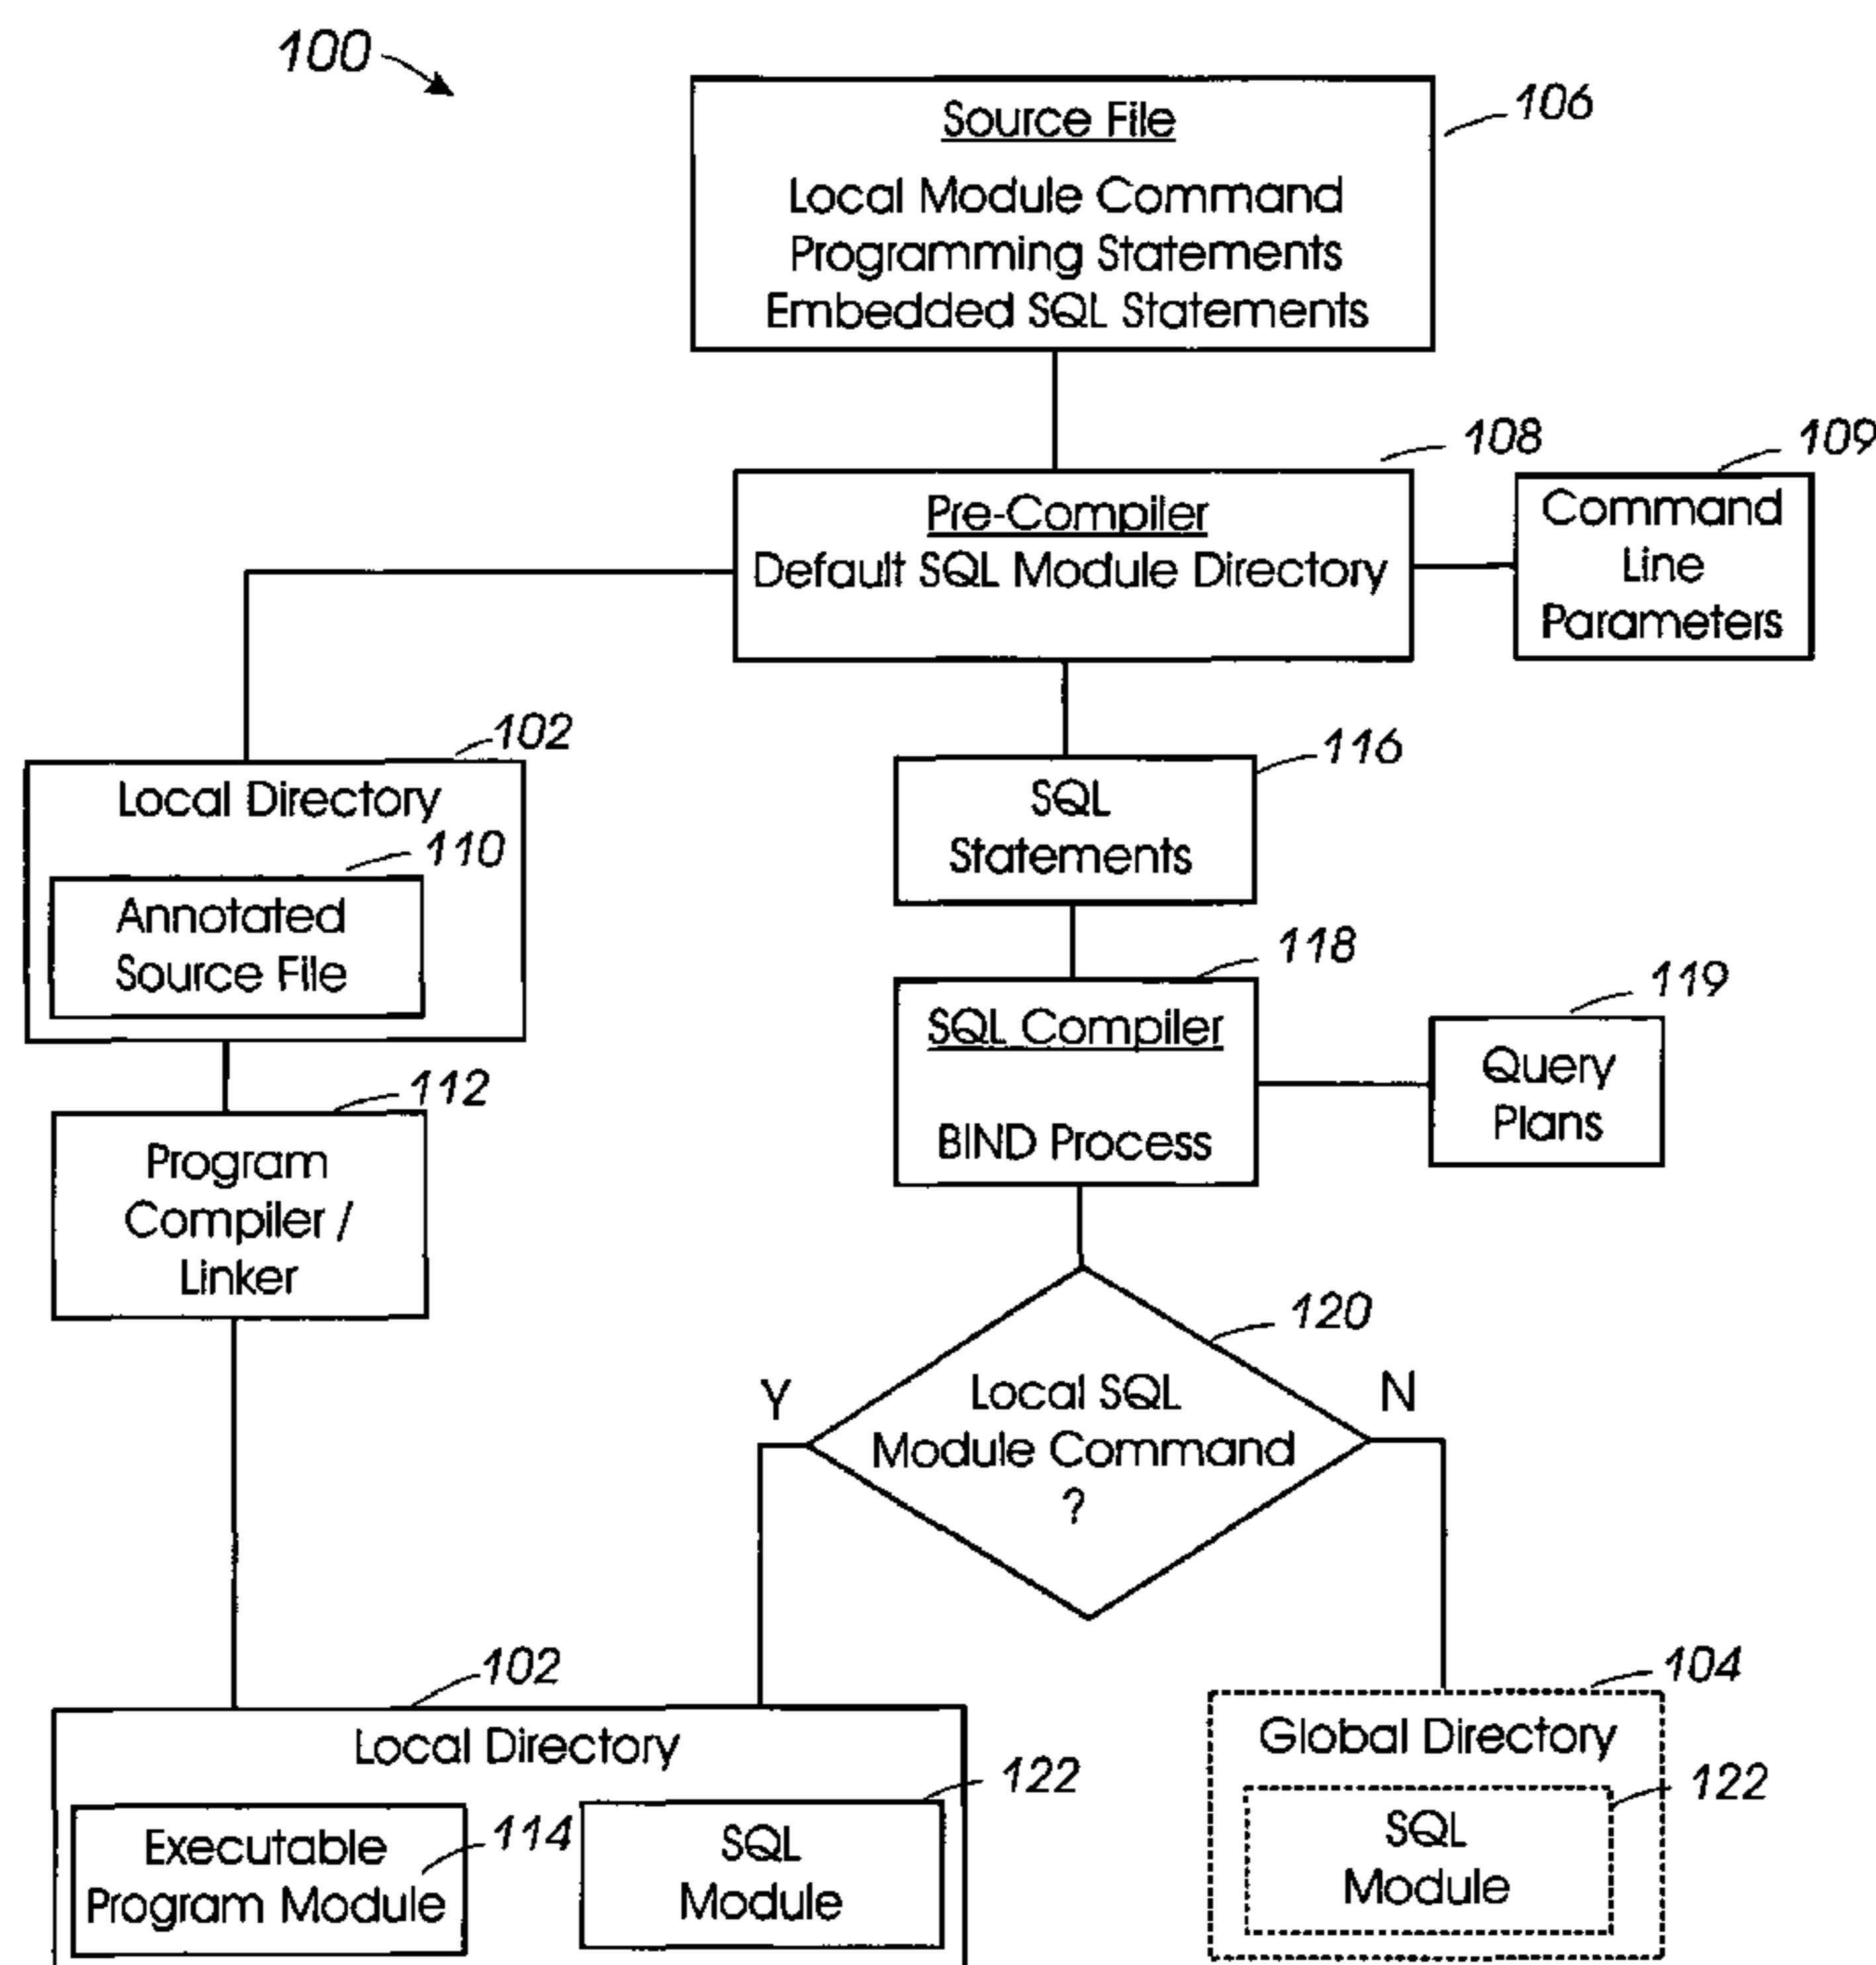 100
Source File
106
Local Module Command
Programming Statements
Embedded SQL Statements
108
109
Pre-Compiler
Default SQL Module Directory
Command
Line
Parameters
102
Local Directory
110
Annotated
Source File
116
SQL
Statements
118
SQL Compiler
BIND Process
119
Query
Plans
112
Program
Compiler /
Linker
120
Y
N
Local SQL
Module Command
?
102
Local Directory
Executable
Program Module
114
122
SQL
Module
104
Global Directory
122
SQL
Module